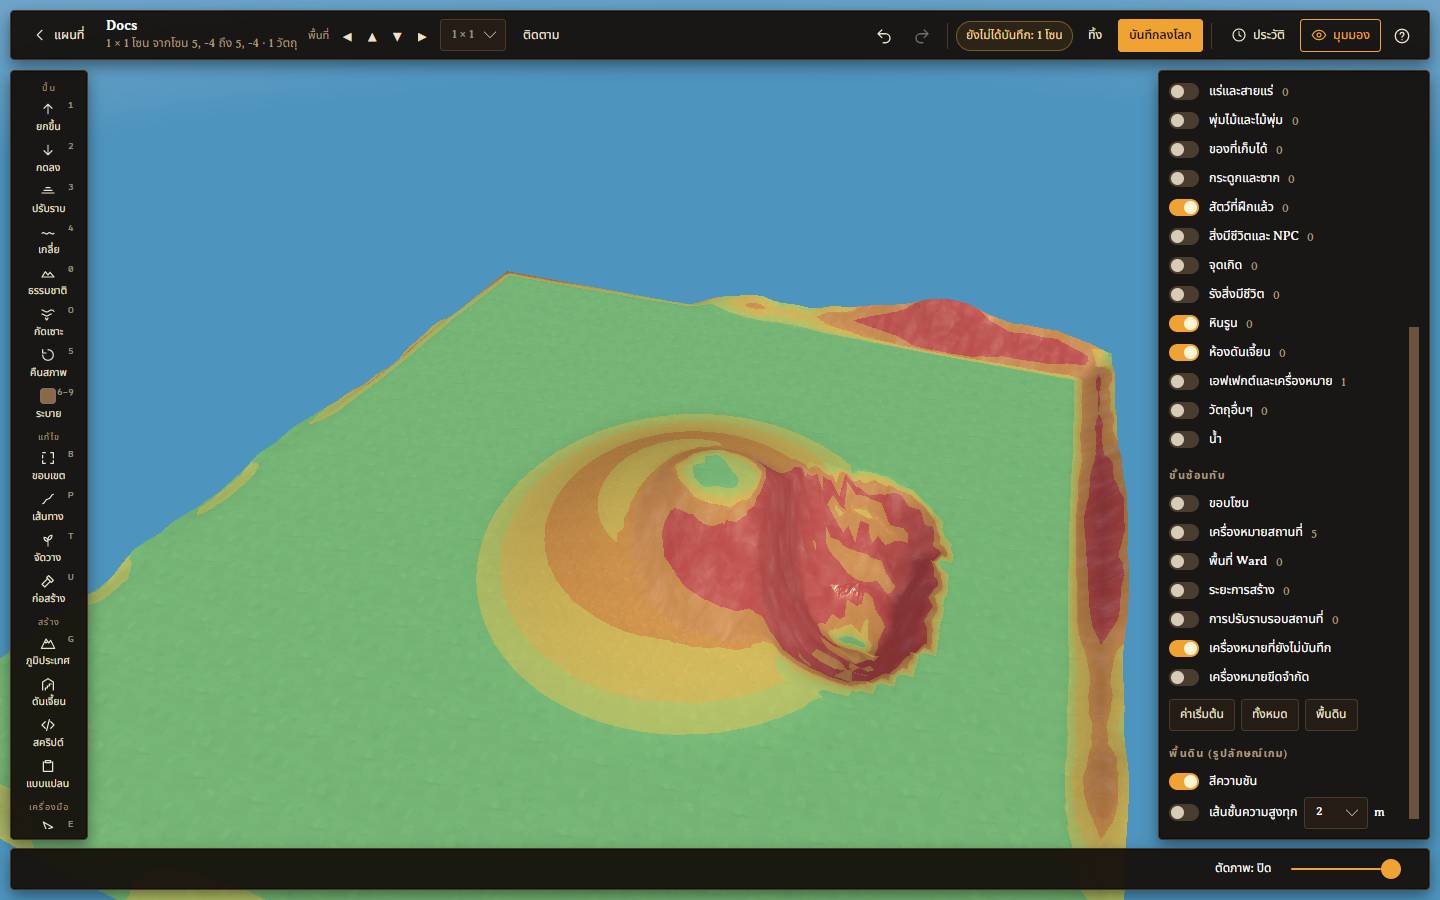 แผนที่
Docs
1 × 1 โซน จากโซน 5, -4 ถึง 5, -4 · 1 วัตถุ
พื้นที่
1 × 1
ติดตาม
ยังไม่ได้บันทึก: 1 โซน
ทิ้ง
บันทึกลงโลก
ประวัติ
มุมมอง
ปั้น
1
ยกขึ้น
2
กดลง
3
ปรับราบ
4
เกลี่ย
0
ธรรมชาติ
O
กัดเซาะ
5
คืนสภาพ
6–9
ระบาย
แก้ไข
B
ขอบเขต
P
เส้นทาง
T
จัดวาง
U
ก่อสร้าง
สร้าง
G
ภูมิประเทศ
ดันเจี้ยน
สคริปต์
แบบแปลน
เครื่องมือ
E
แร่และสายแร่ 0
พุ่มไม้และไม้พุ่ม 0
ของที่เก็บได้ 0
กระดูกและซาก 0
สัตว์ที่ฝึกแล้ว 0
สิ่งมีชีวิตและ NPC 0
จุดเกิด 0
รังสิ่งมีชีวิต 0
หินรูน 0
ห้องดันเจี้ยน 0
เอฟเฟกต์และเครื่องหมาย 1
วัตถุอื่นๆ 0
น้ำ
ชั้นซ้อนทับ
ขอบโซน
เครื่องหมายสถานที่ 5
พื้นที่ Ward 0
ระยะการสร้าง 0
การปรับราบรอบสถานที่ 0
เครื่องหมายที่ยังไม่บันทึก
เครื่องหมายขีดจำกัด
ค่าเริ่มต้น
ทั้งหมด
พื้นดิน
พื้นดิน (รูปลักษณ์เกม)
สีความชัน
เส้นชั้นความสูงทุก 2 m
ตัดภาพ: ปิด